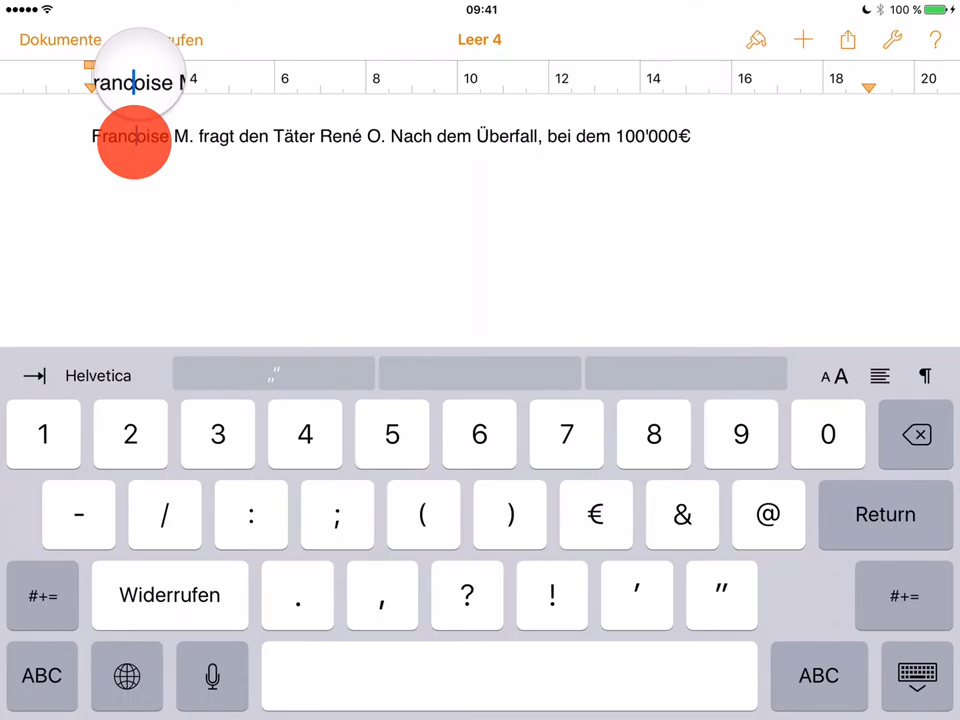 09:41
100 %
Dokumente
rufen
Leer 4
rancoise M
4 6 8 10 12 14 16 18 20
Francoise M. fragt den Täter René O. Nach dem Überfall, bei dem 100'000€
Helvetica
„“
A A
¶
1 2 3 4 5 6 7 8 9 0
- / : ; ( ) € & @ Return
#+= Widerrufen . , ? ! ' " #+=
ABC ABC